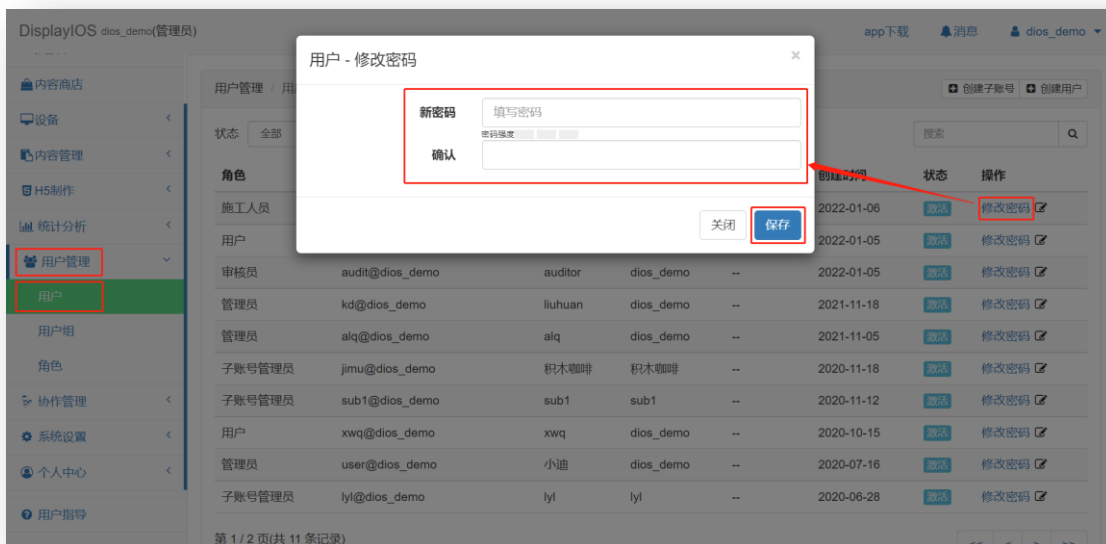 DisplayIOS dios_demo(管理员)
app下载 消息 dios_demo
内容商店
设备
内容管理
H5制作
统计分析
用户管理
用户
用户组
角色
协作管理
系统设置
个人中心
用户指导
用户管理 / 用
创建子账号 创建用户
状态 全部 搜索
用户 - 修改密码 ×
新密码 填写密码
密码强度
确认
关闭 保存
角色 创建时间 状态 操作
施工人员 2022-01-06 激活 修改密码
用户 2022-01-05 激活 修改密码
审核员 audit@dios_demo auditor dios_demo -- 2022-01-05 激活 修改密码
管理员 kd@dios_demo liuhuan dios_demo -- 2021-11-18 激活 修改密码
管理员 alq@dios_demo alq dios_demo -- 2021-11-05 激活 修改密码
子账号管理员 jimu@dios_demo 积木咖啡 积木咖啡 -- 2020-11-18 激活 修改密码
子账号管理员 sub1@dios_demo sub1 sub1 -- 2020-11-12 激活 修改密码
用户 xwq@dios_demo xwq dios_demo -- 2020-10-15 激活 修改密码
管理员 user@dios_demo 小迪 dios_demo -- 2020-07-16 激活 修改密码
子账号管理员 lyl@dios_demo lyl lyl -- 2020-06-28 激活 修改密码
第 1 / 2 页(共 11 条记录)
<< < > >>